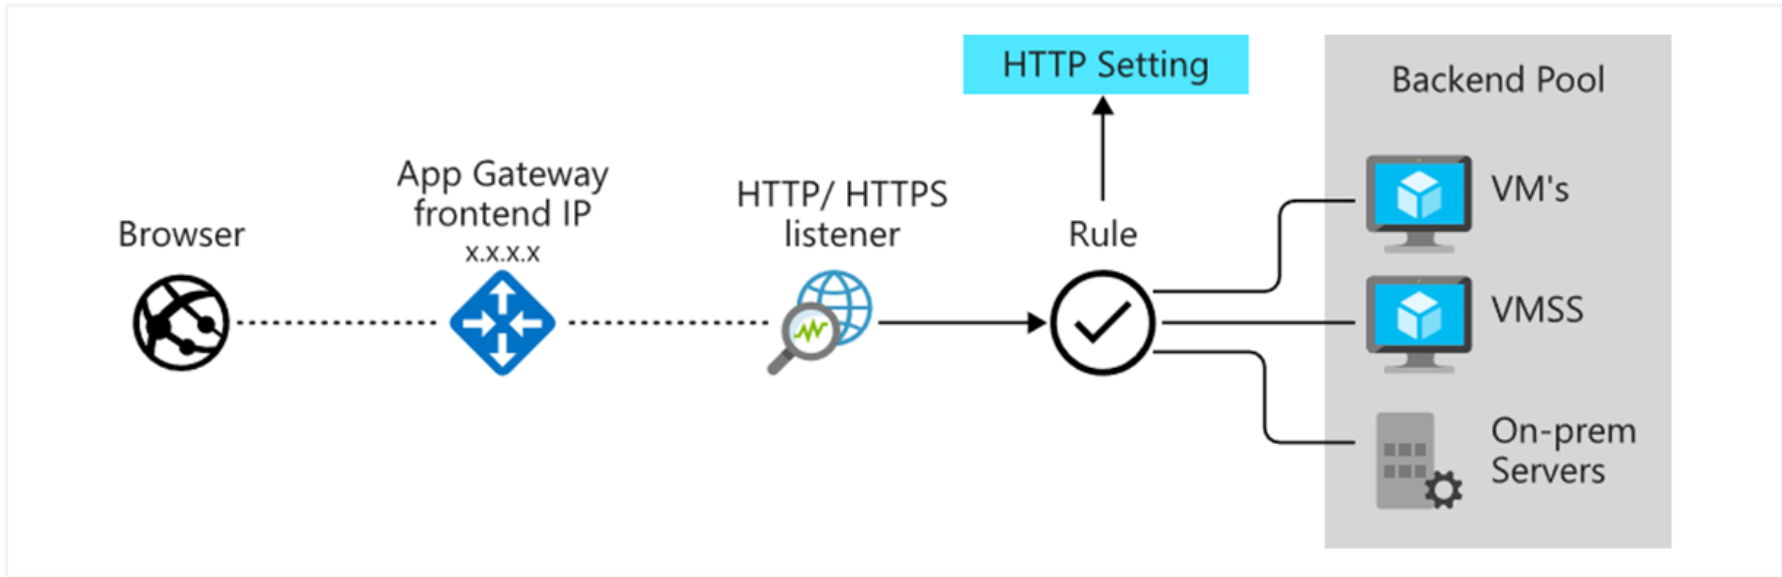 Browser
App Gateway
frontend IP
x.x.x.x
HTTP/ HTTPS
listener
HTTP Setting
Rule
Backend Pool
VM's
VMSS
On-prem
Servers